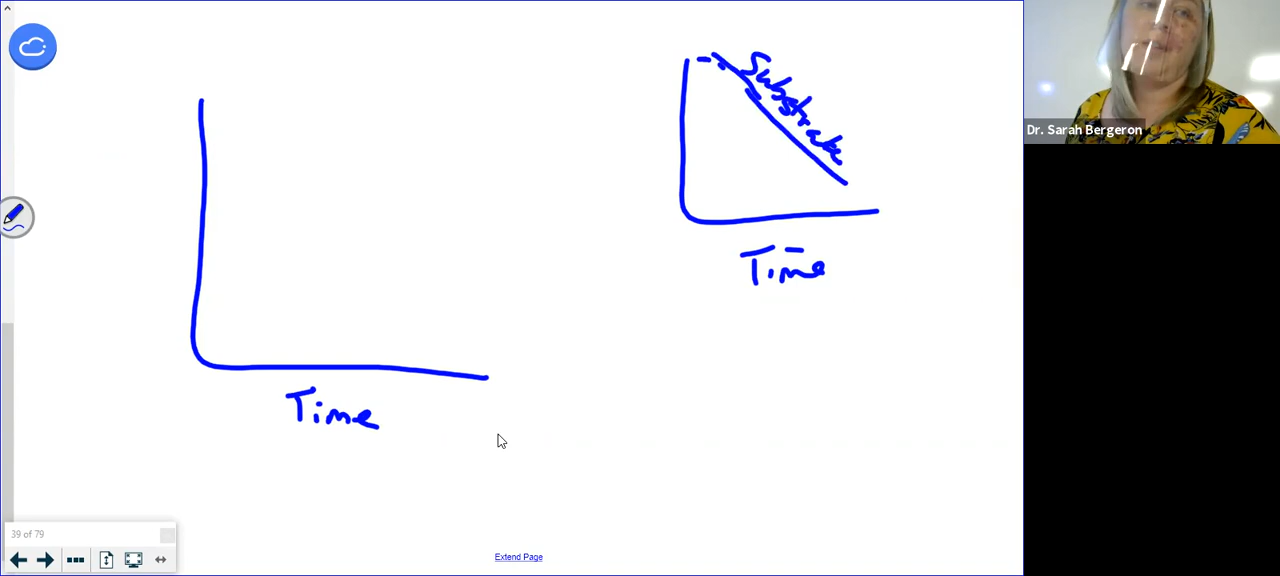 Substrate
Dr. Sarah Bergeron
Time
Time
39 of 79
Extend Page